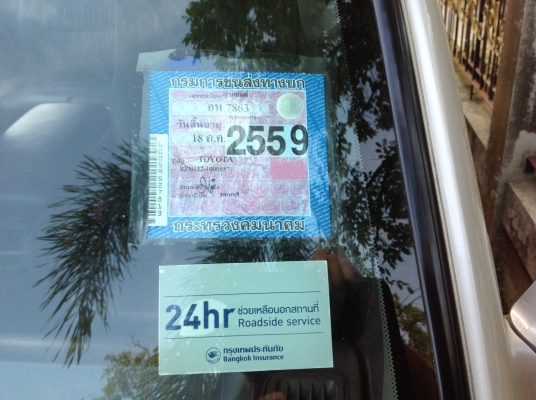 กรมการขนส่งทางบก
7863
วันสิ้นอายุ
18 ต.ค. 2559
TOYOTA
กระทรวงคมนาคม
24hr ช่วยเหลือนอกสถานที่
Roadside service
กรุงเทพประกันภัย
Bangkok Insurance